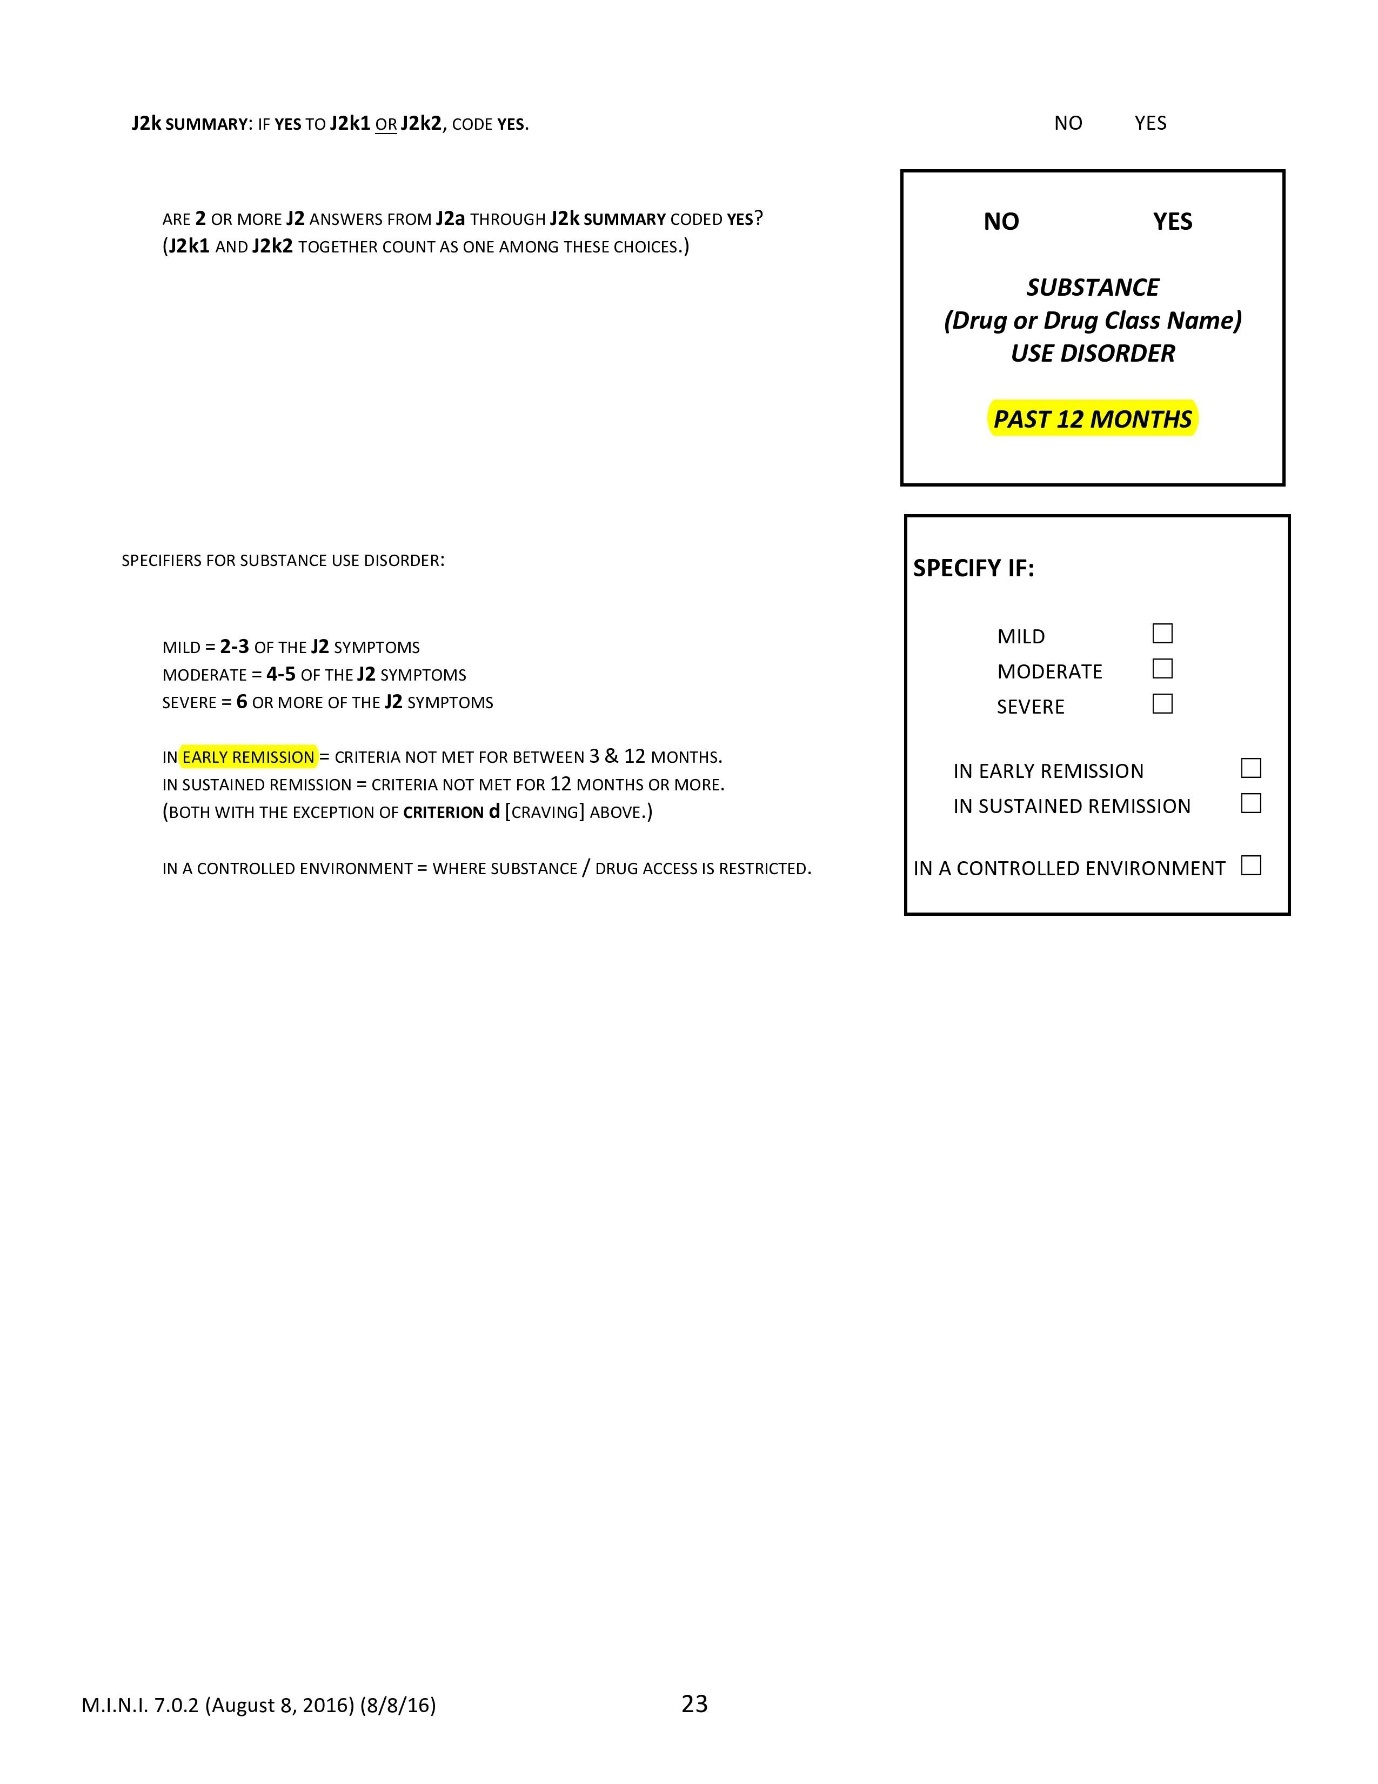 J2k SUMMARY: IF YES TO J2k1 OR J2k2, CODE YES. NO YES
ARE 2 OR MORE J2 ANSWERS FROM J2a THROUGH J2k SUMMARY CODED YES?
(J2k1 AND J2k2 TOGETHER COUNT AS ONE AMONG THESE CHOICES.)
NO YES
SUBSTANCE
(Drug or Drug Class Name)
USE DISORDER
PAST 12 MONTHS
SPECIFIERS FOR SUBSTANCE USE DISORDER:
MILD = 2-3 OF THE J2 SYMPTOMS
MODERATE = 4-5 OF THE J2 SYMPTOMS
SEVERE = 6 OR MORE OF THE J2 SYMPTOMS
IN EARLY REMISSION = CRITERIA NOT MET FOR BETWEEN 3 & 12 MONTHS.
IN SUSTAINED REMISSION = CRITERIA NOT MET FOR 12 MONTHS OR MORE.
(BOTH WITH THE EXCEPTION OF CRITERION d [CRAVING] ABOVE.)
IN A CONTROLLED ENVIRONMENT = WHERE SUBSTANCE / DRUG ACCESS IS RESTRICTED.
SPECIFY IF:
MILD ☐
MODERATE ☐
SEVERE ☐
IN EARLY REMISSION ☐
IN SUSTAINED REMISSION ☐
IN A CONTROLLED ENVIRONMENT ☐
M.I.N.I. 7.0.2 (August 8, 2016) (8/8/16) 23